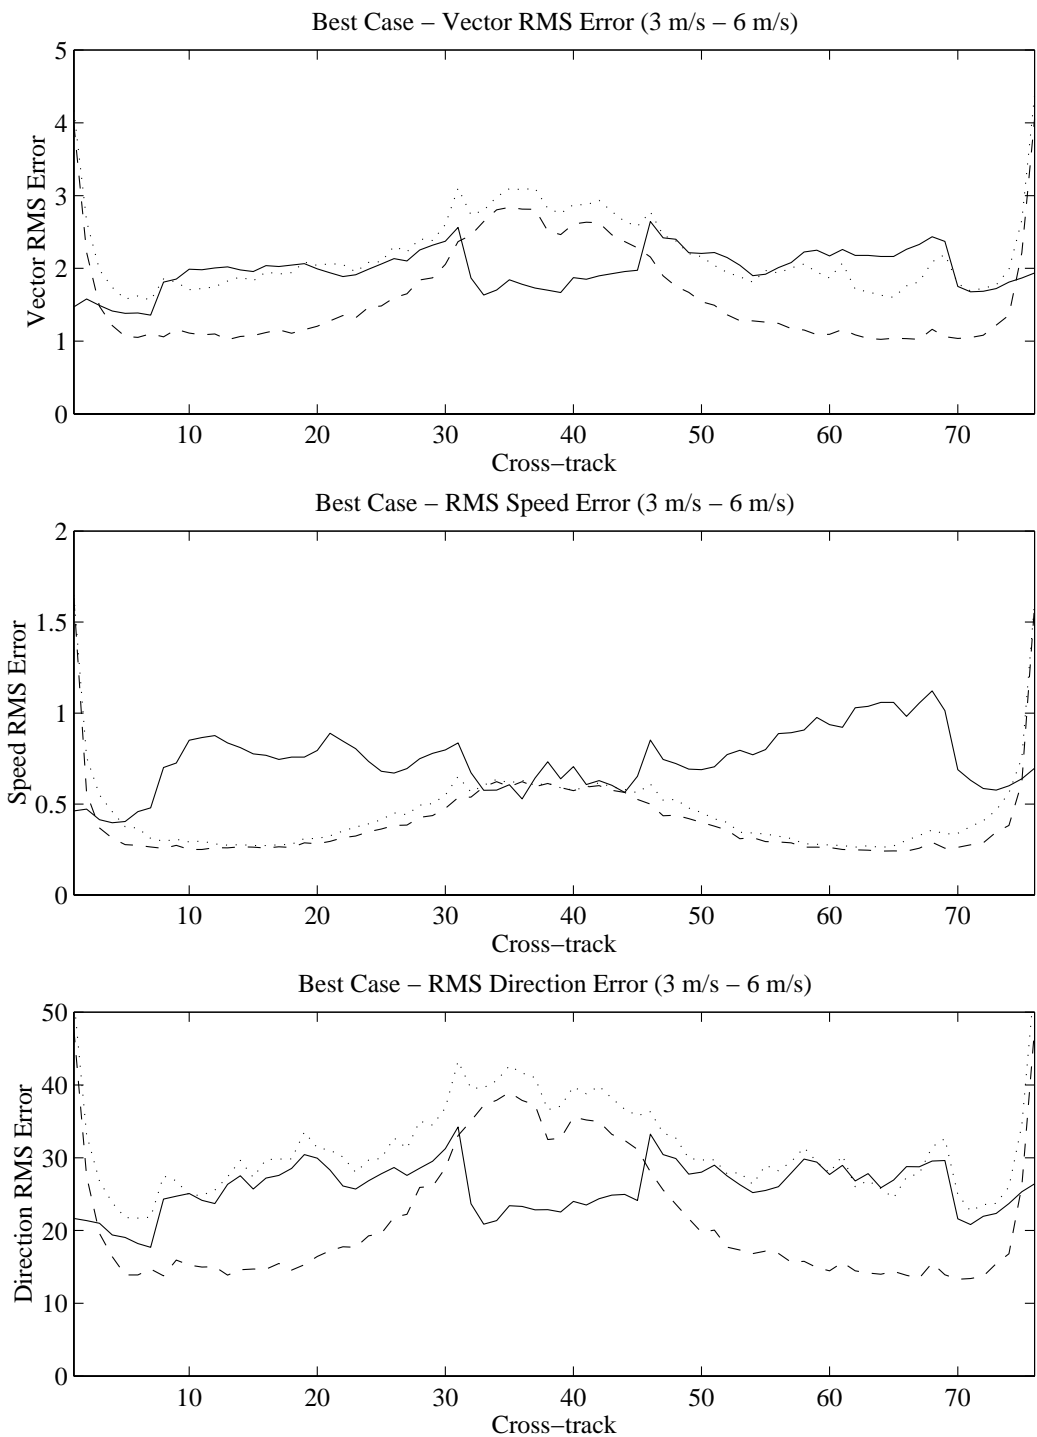 Best Case – Vector RMS Error (3 m/s – 6 m/s)
5
4
3
2
1
0
Vector RMS Error
10 20 30 40 50 60 70
Cross–track
Best Case – RMS Speed Error (3 m/s – 6 m/s)
2
1.5
1
0.5
0
Speed RMS Error
10 20 30 40 50 60 70
Cross–track
Best Case – RMS Direction Error (3 m/s – 6 m/s)
50
40
30
20
10
0
Direction RMS Error
10 20 30 40 50 60 70
Cross–track